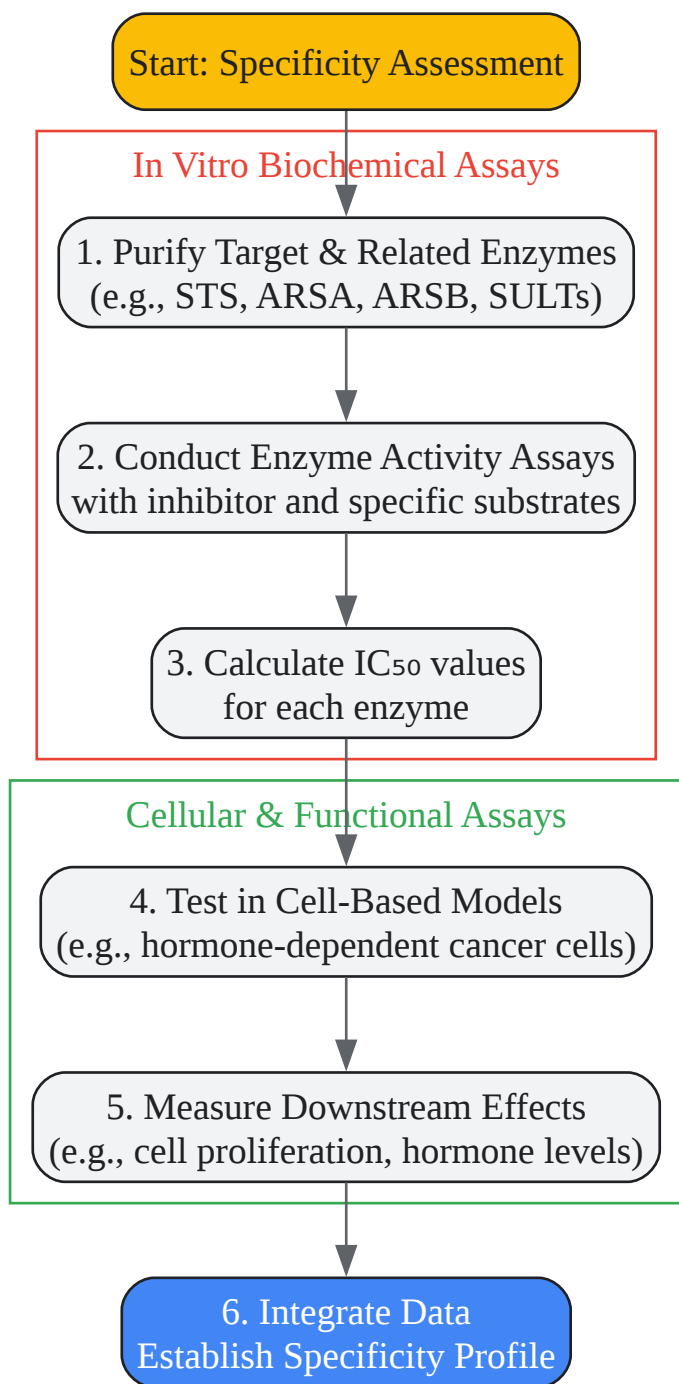 Start: Specificity Assessment
In Vitro Biochemical Assays
1. Purify Target & Related Enzymes
(e.g., STS, ARSA, ARSB, SULTs)
2. Conduct Enzyme Activity Assays
with inhibitor and specific substrates
3. Calculate IC₅₀ values
for each enzyme
Cellular & Functional Assays
4. Test in Cell-Based Models
(e.g., hormone-dependent cancer cells)
5. Measure Downstream Effects
(e.g., cell proliferation, hormone levels)
6. Integrate Data
Establish Specificity Profile